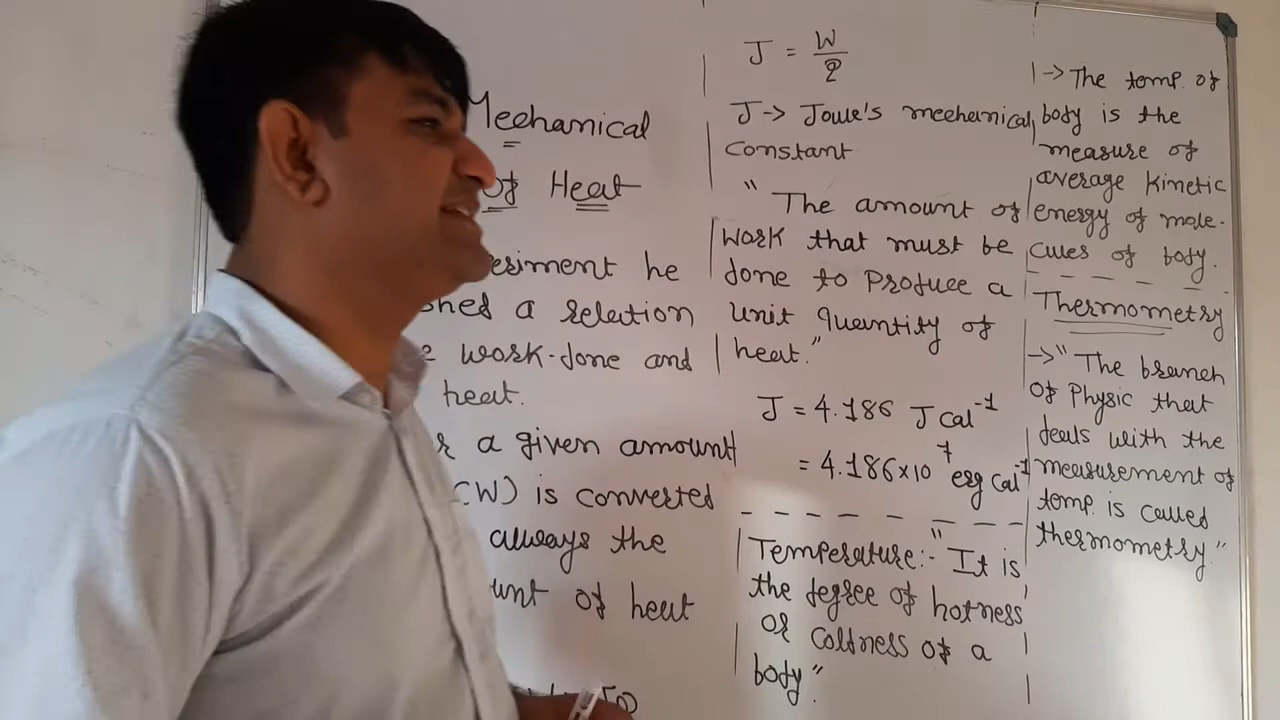 Mechanical
Of Heat
eriment he
shed a relation
work-done and
heat.
a given amount
(W) is converted
always the
unt of heat
J = W/Q
J → Joule's mechanical
constant
" The amount of
work that must be
done to Produce a
unit quantity of
heat."
J = 4.186 J Cal⁻¹
= 4.186×10⁷ erg Cal⁻¹
Temperature:- "It is
the degree of hotness
or coldness of a
body"
→ The temp. of
body is the
measure of
average Kinetic
energy of mole-
cules of body.
Thermometry
→ "The branch
of Physic that
deals with the
measurement of
temp. is called
thermometry"